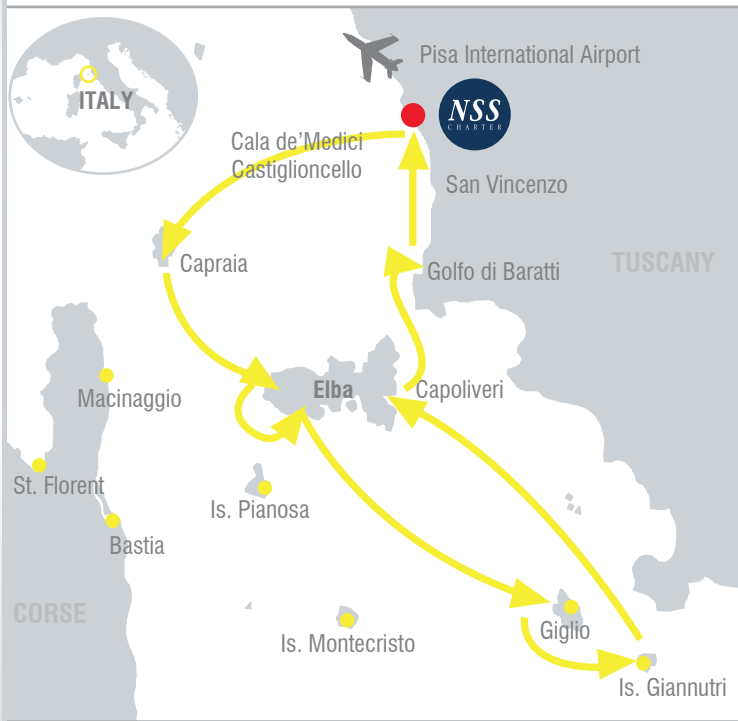 Pisa International Airport
ITALY
NSS
CHARTER
Cala de'Medici
Castiglioncello
San Vincenzo
Capraia
Golfo di Baratti
TUSCANY
Elba
Capoliveri
Macinaggio
St. Florent
Is. Pianosa
Bastia
CORSE
Giglio
Is. Montecristo
Is. Giannutri